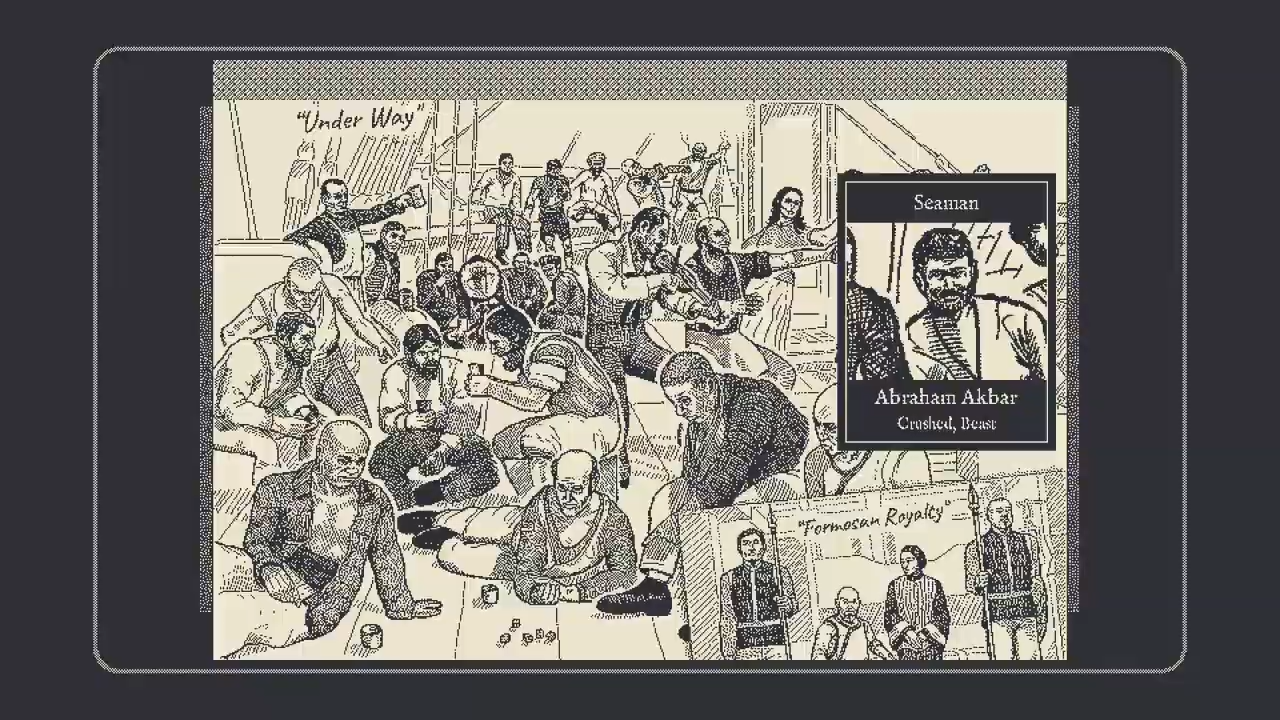 “Under Way”
Seaman
Abraham Akbar
Crushed, Beast
“Formosan Royalty”